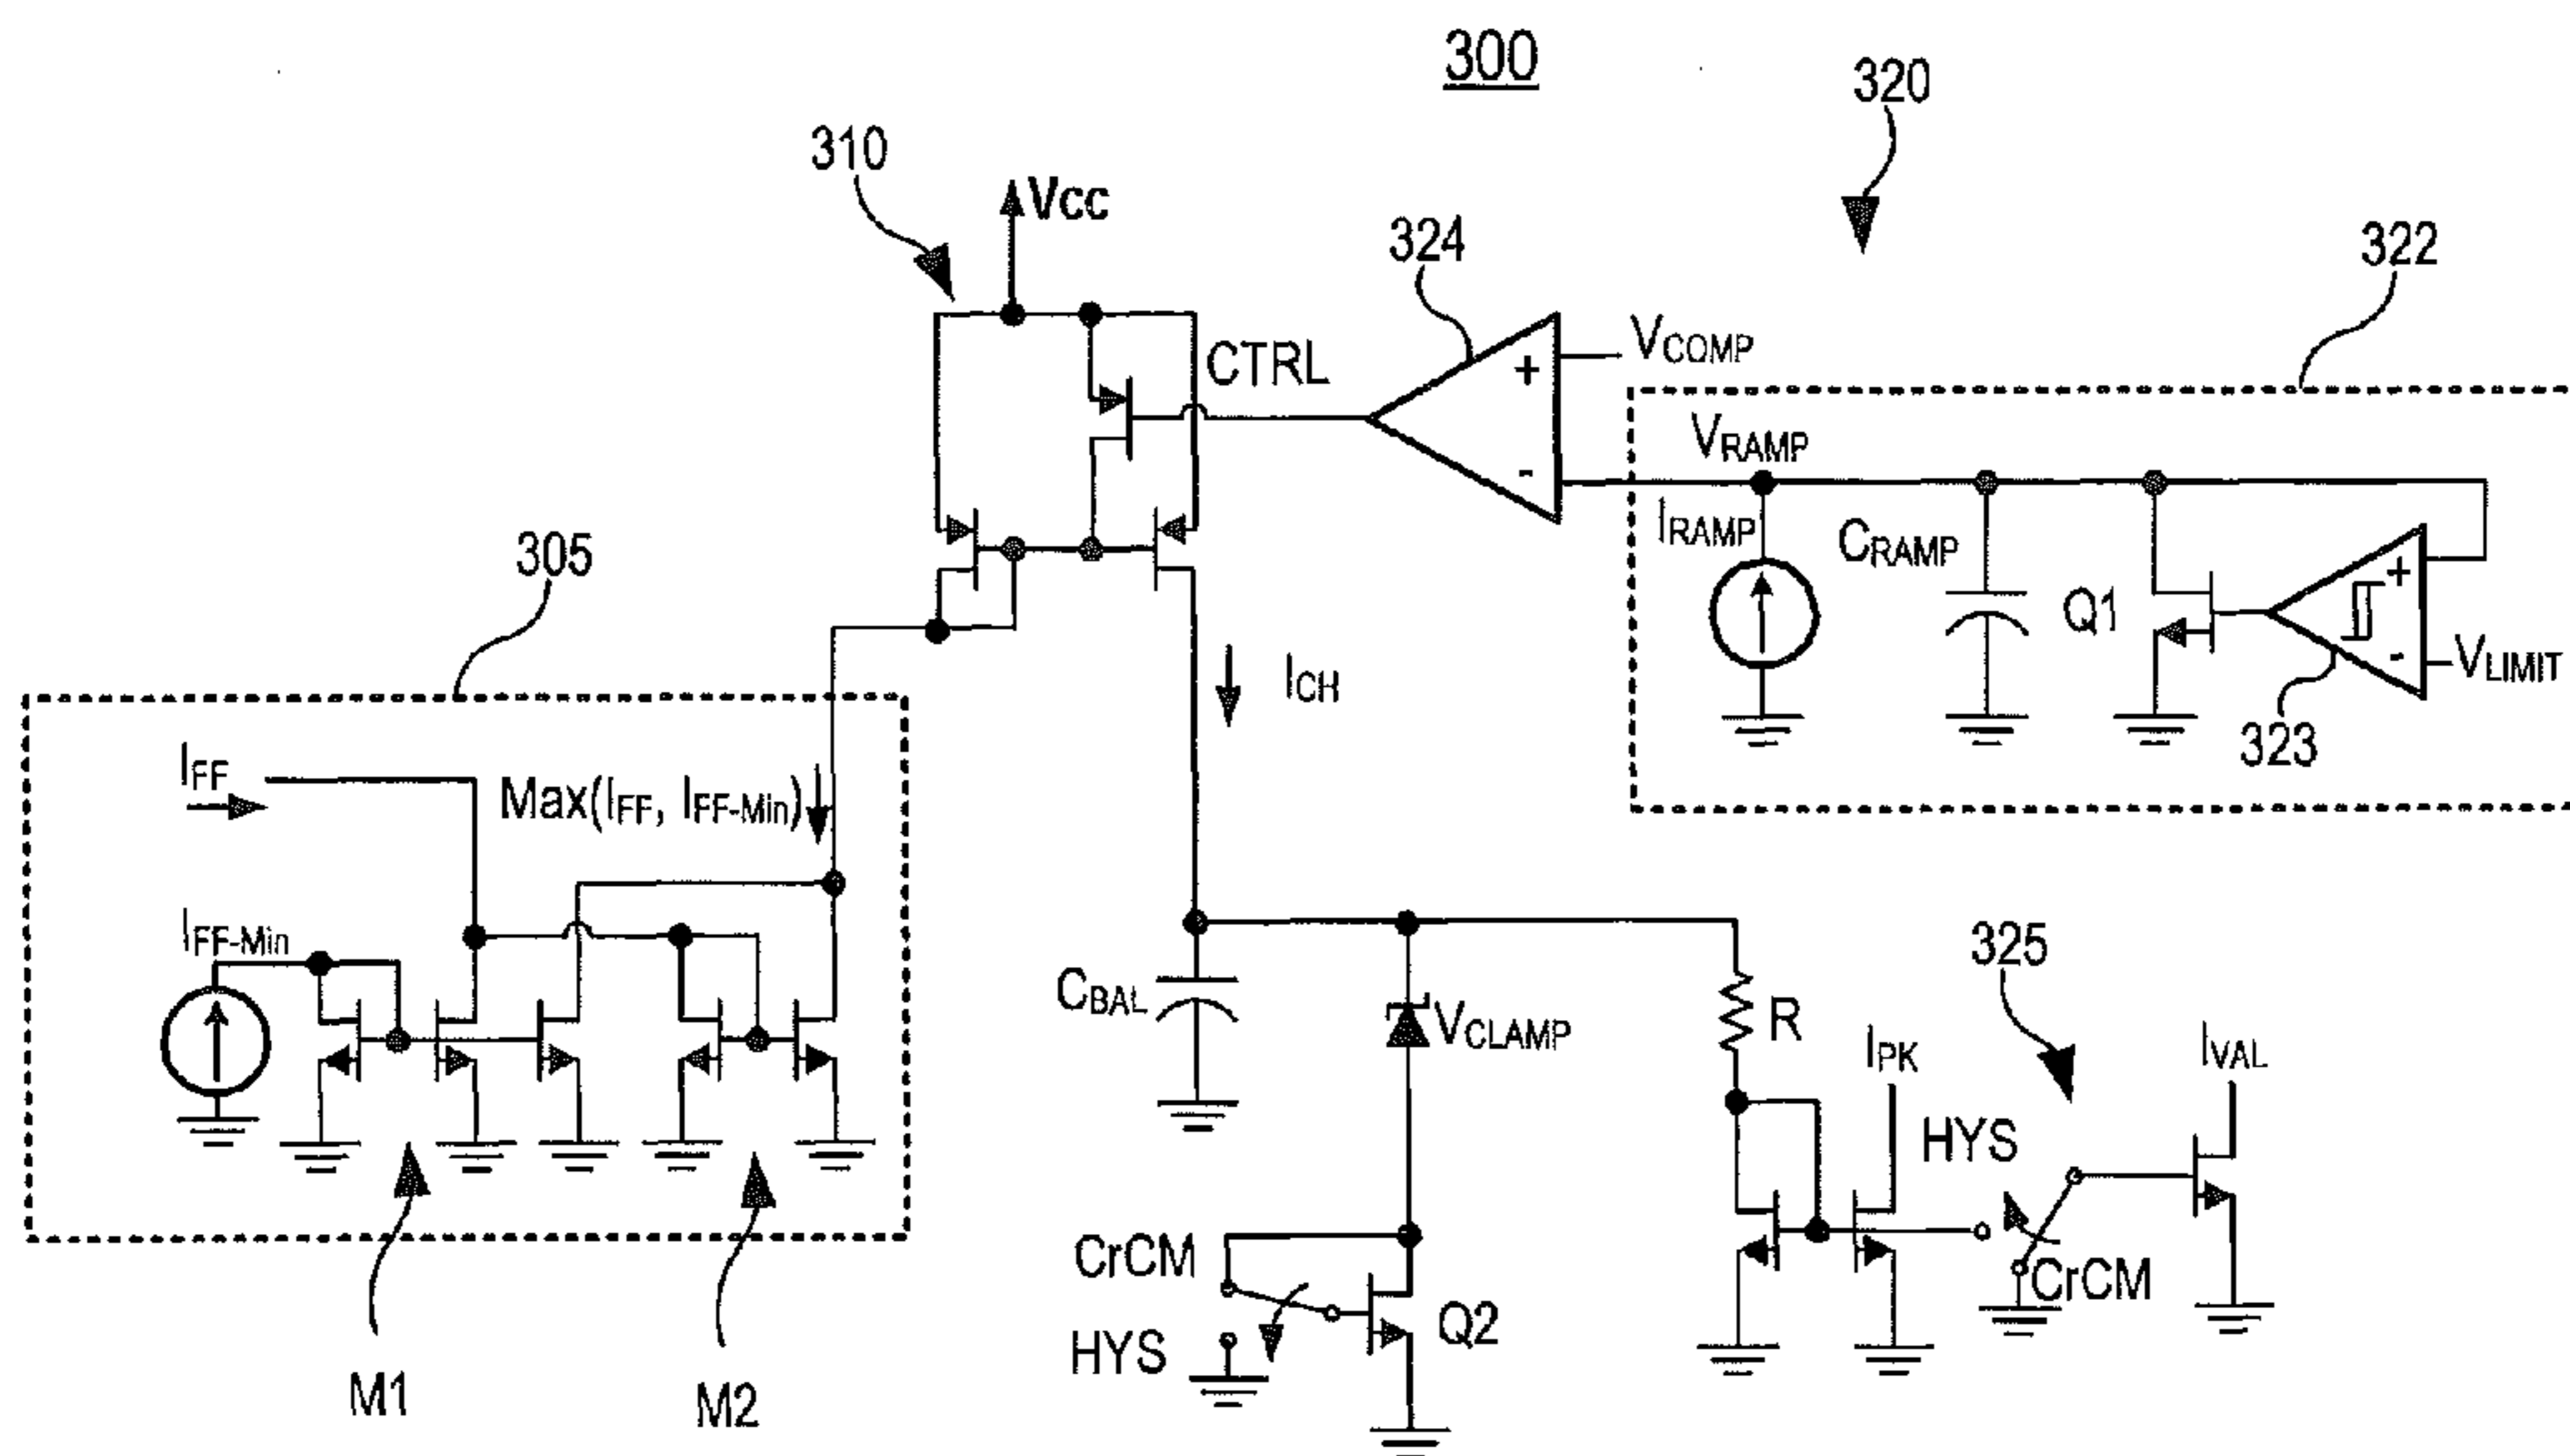 300
320
310
Vcc
324
322
CTRL
+
VCOMP
-
VRAMP
IRAMP
CRAMP
Q1
+
-
VLIMIT
323
305
ICH
IFF
Max(IFF, IFF-Min)
IFF-Min
325
CBAL
VCLAMP
R
IPK
IVAL
HYS
CrCM
CrCM
Q2
HYS
M1
M2